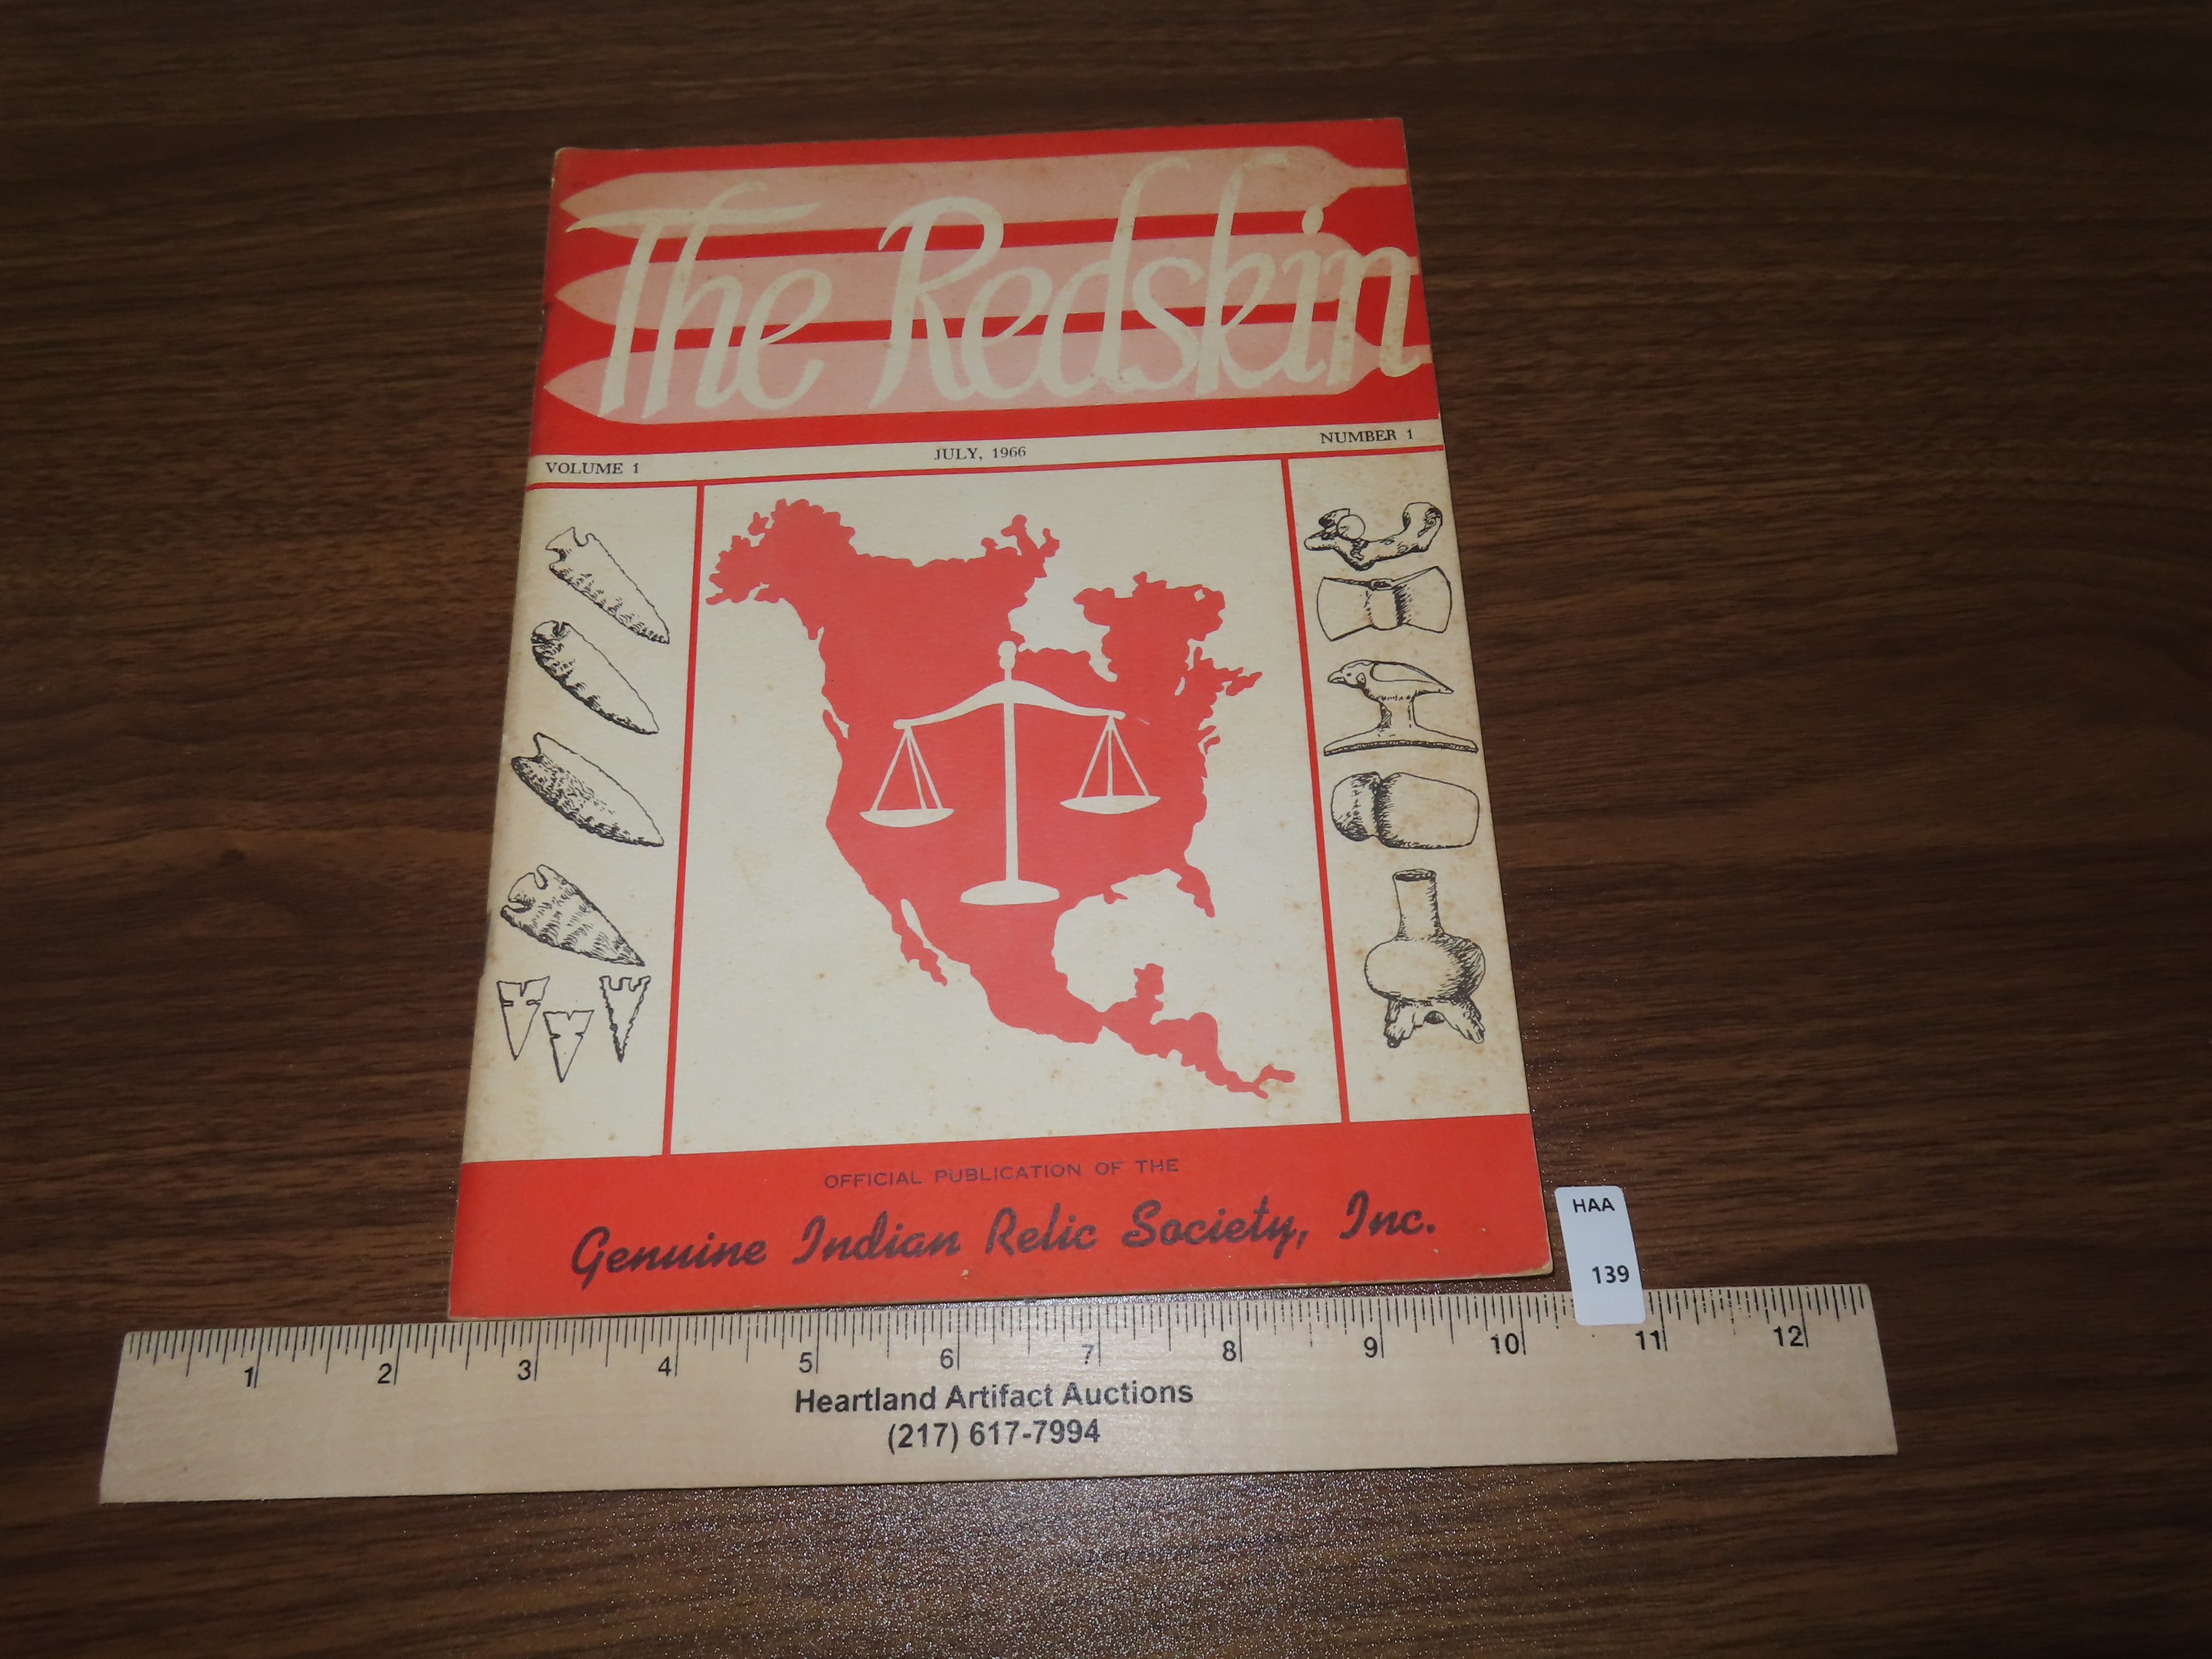 The Redskin
VOLUME 1 JULY, 1966 NUMBER 1
OFFICIAL PUBLICATION OF THE
Genuine Indian Relic Society, Inc.
HAA
139
1 2 3 4 5 6 7 8 9 10 11 12
Heartland Artifact Auctions
(217) 617-7994